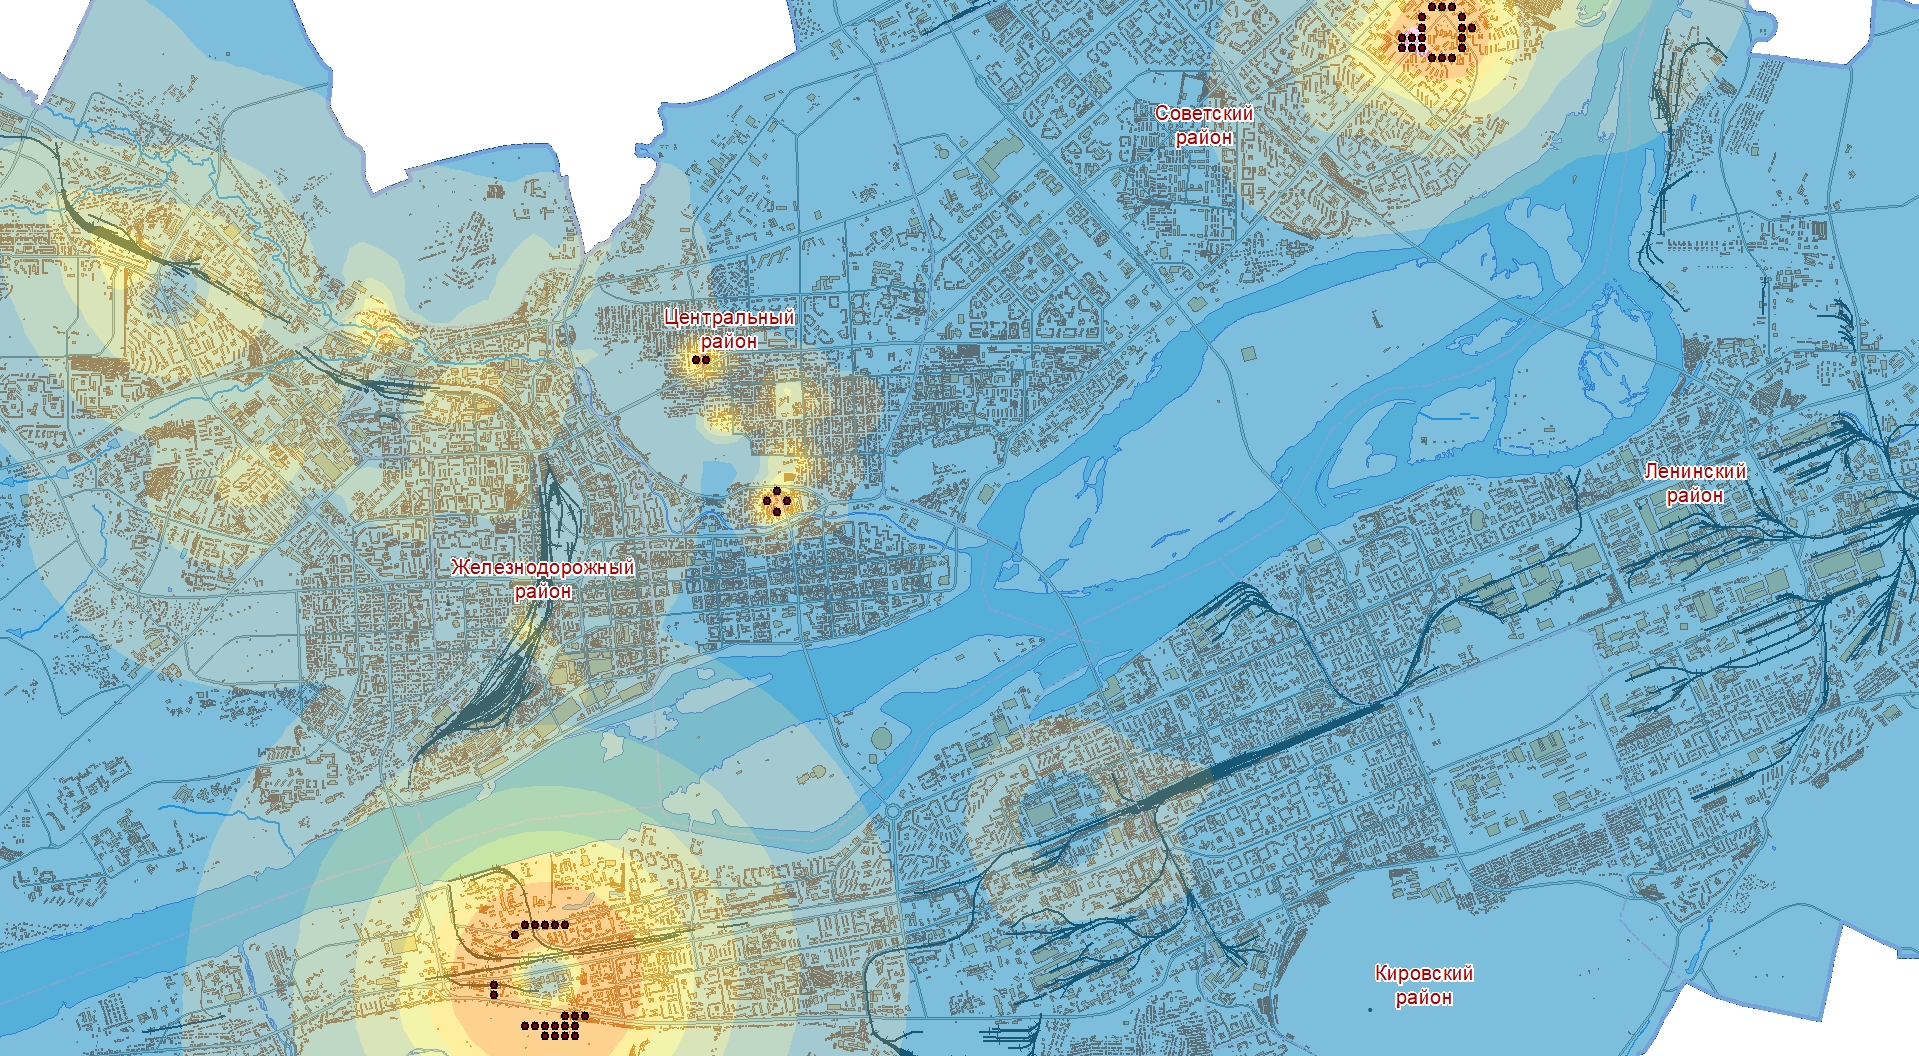 Советский
район
Центральный
район
Ленинский
район
Железнодорожный
район
Кировский
район